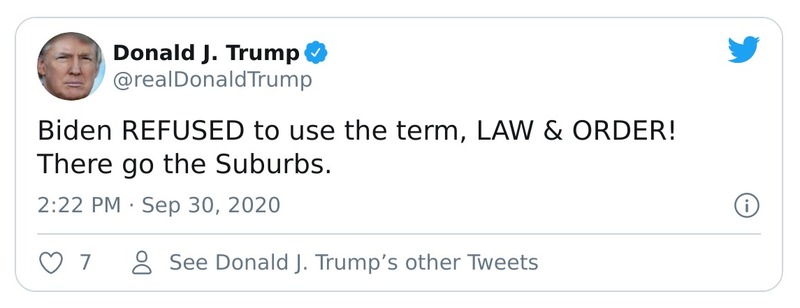 Donald J. Trump
@realDonaldTrump
Biden REFUSED to use the term, LAW & ORDER!
There go the Suburbs.
2:22 PM · Sep 30, 2020
7
See Donald J. Trump’s other Tweets